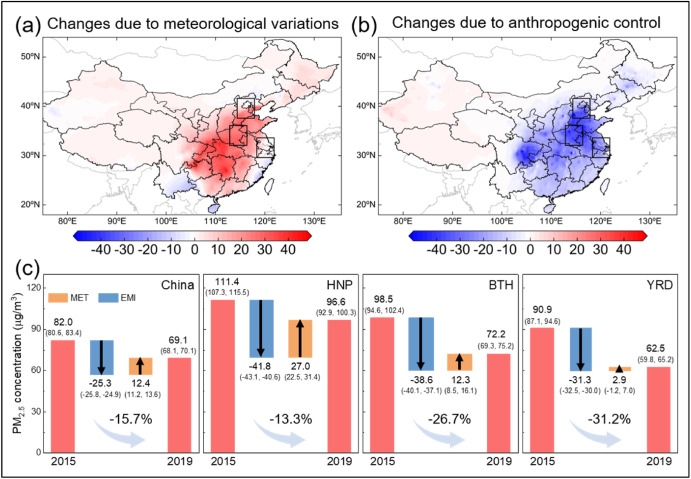 (a) Changes due to meteorological variations
(b) Changes due to anthropogenic control
50°N
40°N
30°N
20°N
80°E 90°E 100°E 110°E 120°E 130°E
-40 -20 -10 0 10 20 40
50°N
40°N
30°N
20°N
80°E 90°E 100°E 110°E 120°E 130°E
-40 -20 -10 0 10 20 40
(c)
PM2.5 concentration (μg/m³)
120
90
60
30
0
China
MET EMI
82.0
(80.6, 83.4)
-25.3
(-25.8, -24.9)
12.4
(11.2, 13.6)
69.1
(68.1, 70.1)
-15.7%
2015 2019
HNP
111.4
(107.3, 115.5)
-41.8
(-43.1, -40.6)
27.0
(22.5, 31.4)
96.6
(92.9, 100.3)
-13.3%
2015 2019
BTH
98.5
(94.6, 102.4)
-38.6
(-40.1, -37.1)
12.3
(8.5, 16.1)
72.2
(69.3, 75.2)
-26.7%
2015 2019
YRD
90.9
(87.1, 94.6)
-31.3
(-32.5, -30.0)
2.9
(-1.2, 7.0)
62.5
(59.8, 65.2)
-31.2%
2015 2019